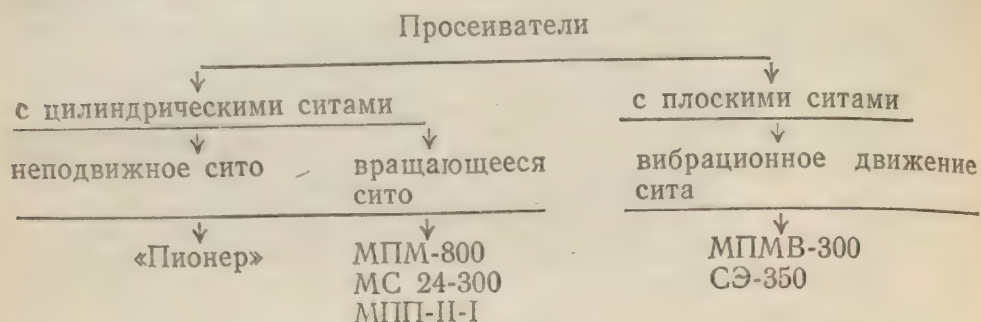 Просеиватели
с цилиндрическими ситами
с плоскими ситами
неподвижное сито
вращающееся
сито
вибрационное движение
сита
«Пионер»
МПМ-800
МС 24-300
МПП-II-I
МПМВ-300
СЭ-350